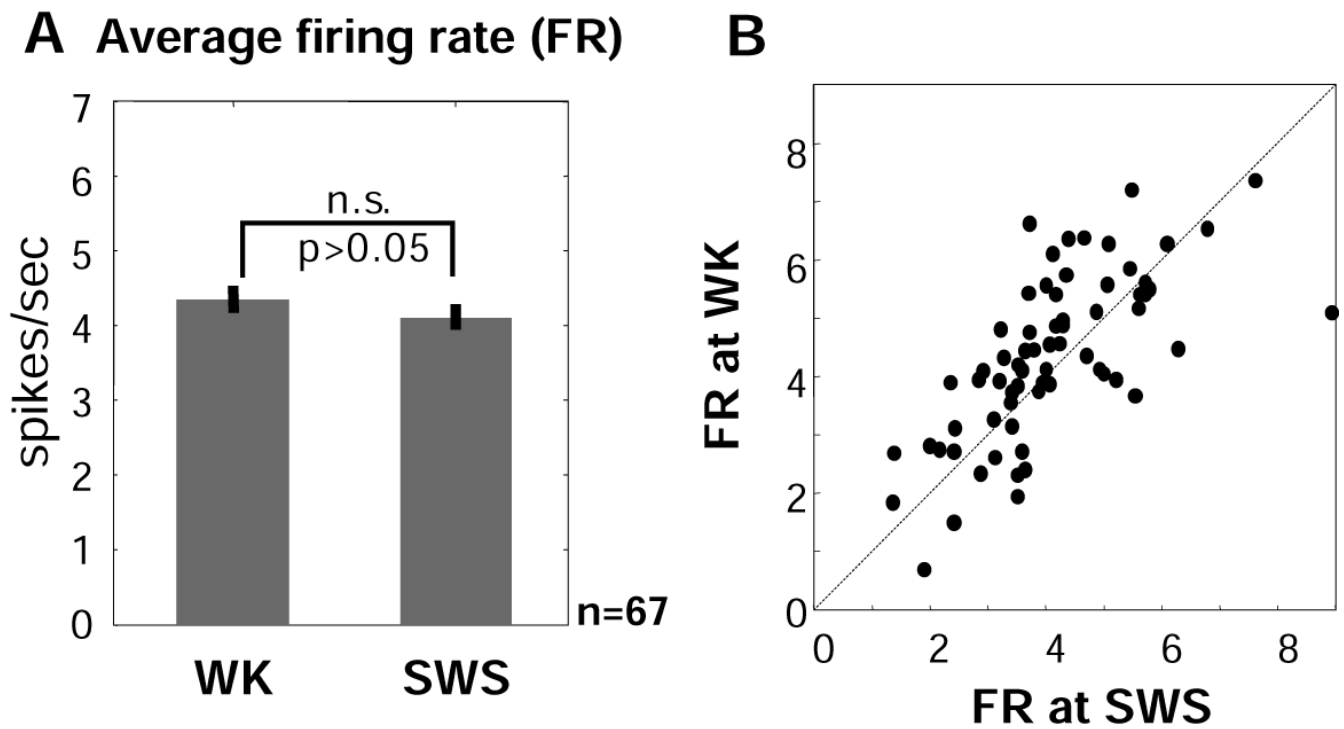 A Average firing rate (FR)
7
6
5
4
3
2
1
0
spikes/sec
n.s.
p>0.05
WK
SWS
n=67
B
8
6
4
2
0
FR at WK
0 2 4 6 8
FR at SWS